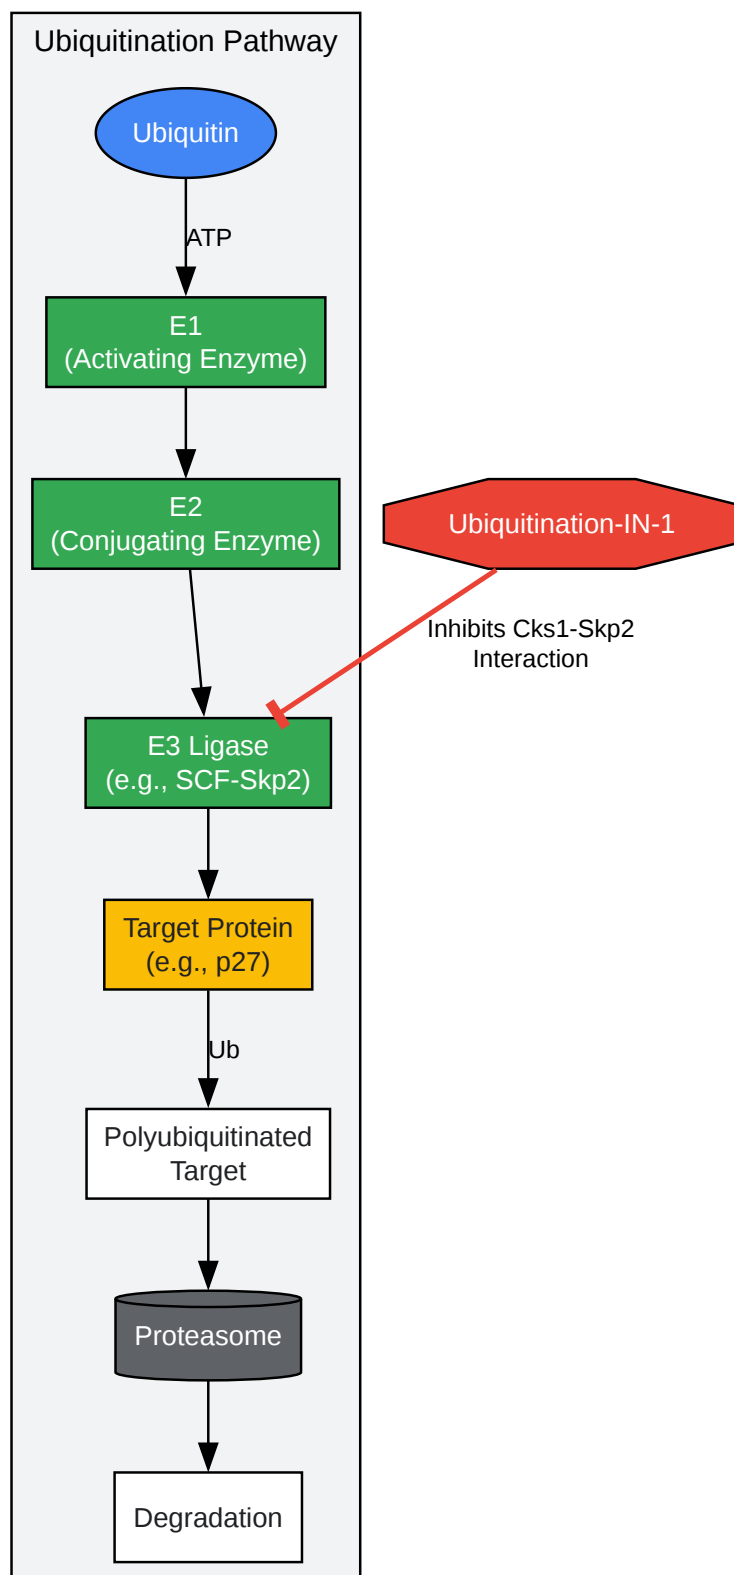 Ubiquitination Pathway
Ubiquitin
ATP
E1
(Activating Enzyme)
E2
(Conjugating Enzyme)
Ubiquitination-IN-1
Inhibits Cks1-Skp2
Interaction
E3 Ligase
(e.g., SCF-Skp2)
Target Protein
(e.g., p27)
Ub
Polyubiquitinated
Target
Proteasome
Degradation